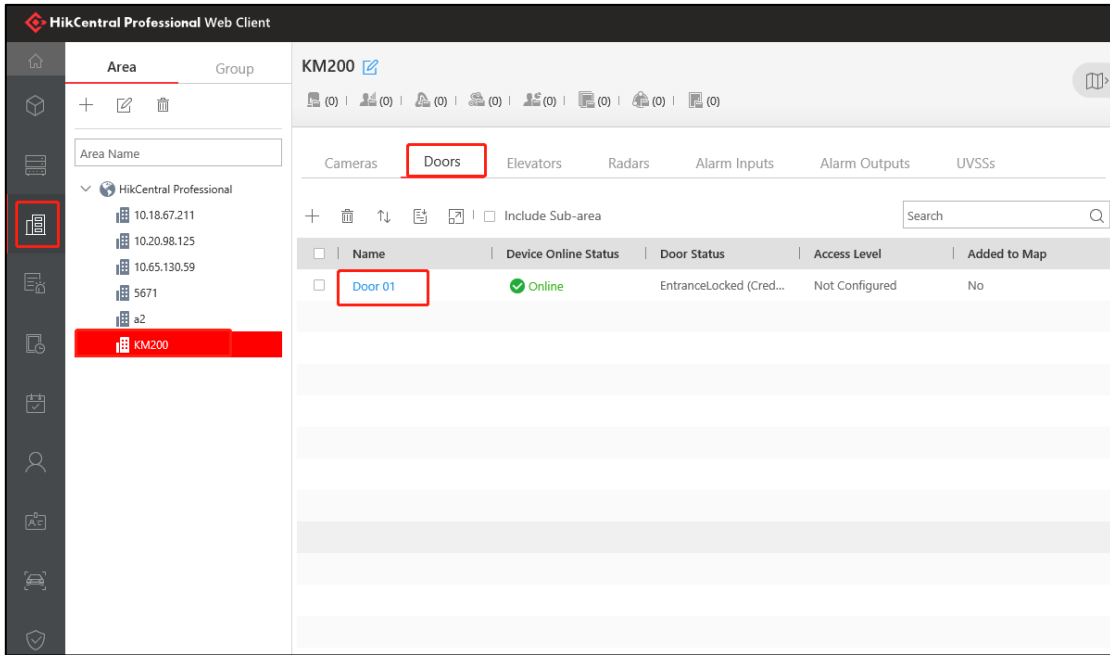 HikCentral Professional Web Client
Area Group
KM200
(0) (0) (0) (0) (0) (0) (0) (0)
Area Name
Cameras Doors Elevators Radars Alarm Inputs Alarm Outputs UVSSs
HikCentral Professional
10.18.67.211
10.20.98.125
10.65.130.59
5671
a2
KM200
Include Sub-area
Search
Name Device Online Status Door Status Access Level Added to Map
Door 01 Online EntranceLocked (Cred... Not Configured No